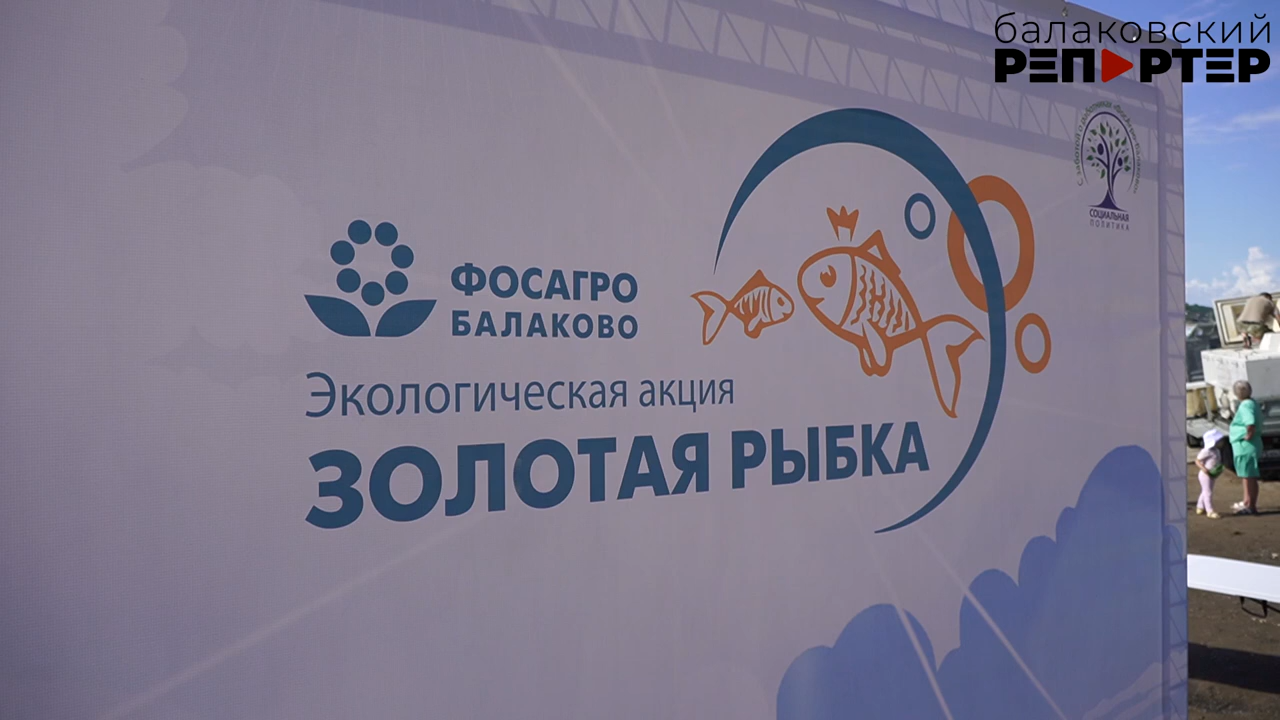 балаковский
РЕПОРТЕР
СОЦИАЛЬНАЯ
ПОЛИТИКА
ФОСАГРО
БАЛАКОВО
Экологическая акция
ЗОЛОТАЯ РЫБКА